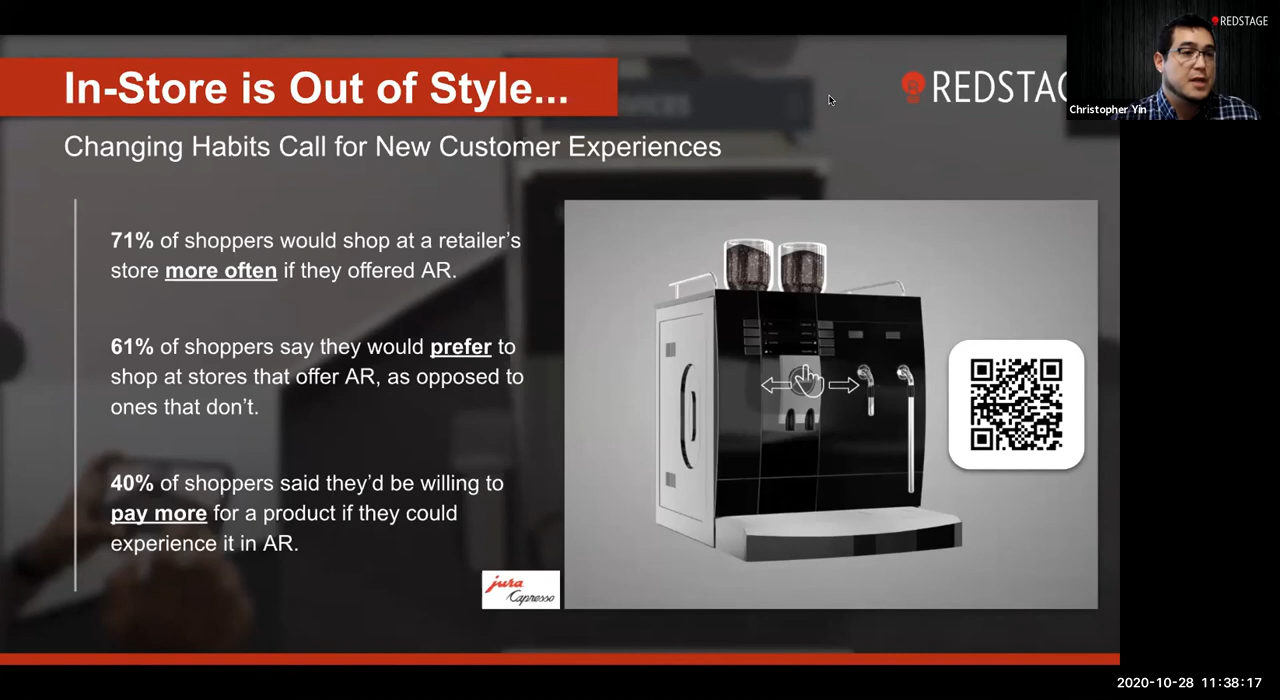 In-Store is Out of Style...
REDSTAGE
REDSTAG
Christopher Yin
Changing Habits Call for New Customer Experiences
71% of shoppers would shop at a retailer's
store more often if they offered AR.
61% of shoppers say they would prefer to
shop at stores that offer AR, as opposed to
ones that don't.
40% of shoppers said they'd be willing to
pay more for a product if they could
experience it in AR.
jura
Capresso
2020-10-28 11:38:17